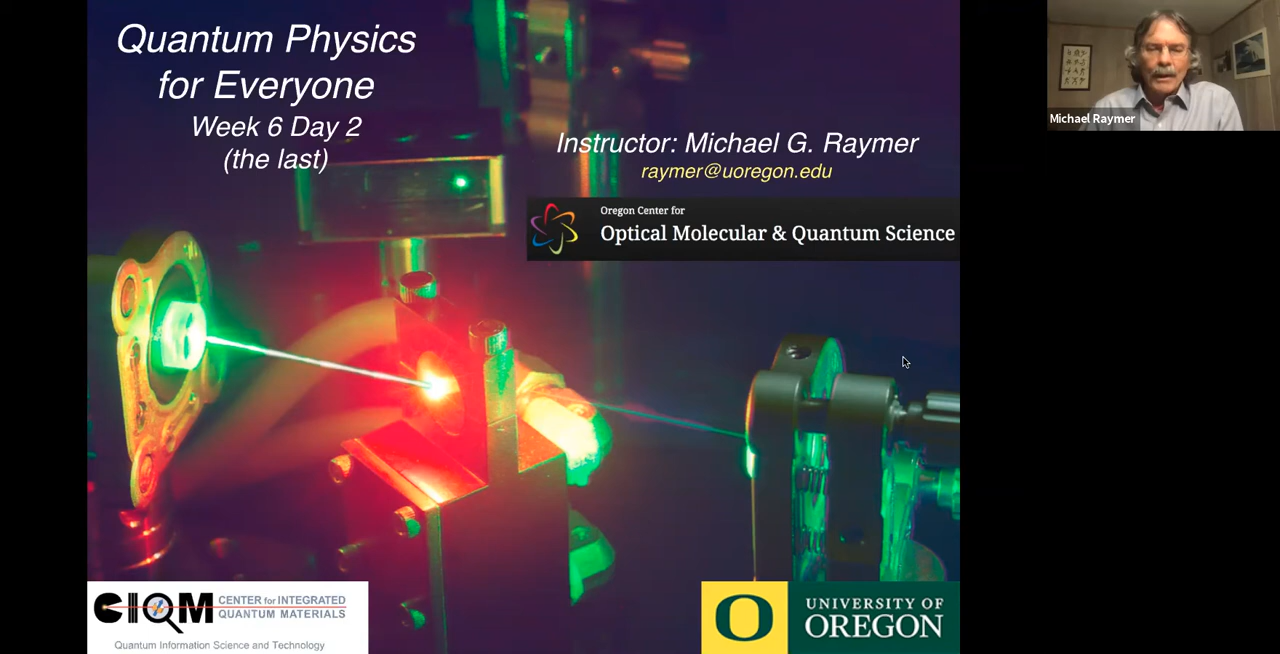 Quantum Physics
for Everyone
Week 6 Day 2
(the last)
Instructor: Michael G. Raymer
raymer@uoregon.edu
Oregon Center for
Optical Molecular & Quantum Science
Michael Raymer
CIQM
CENTER for INTEGRATED
QUANTUM MATERIALS
Quantum Information Science and Technology
O
UNIVERSITY OF
OREGON